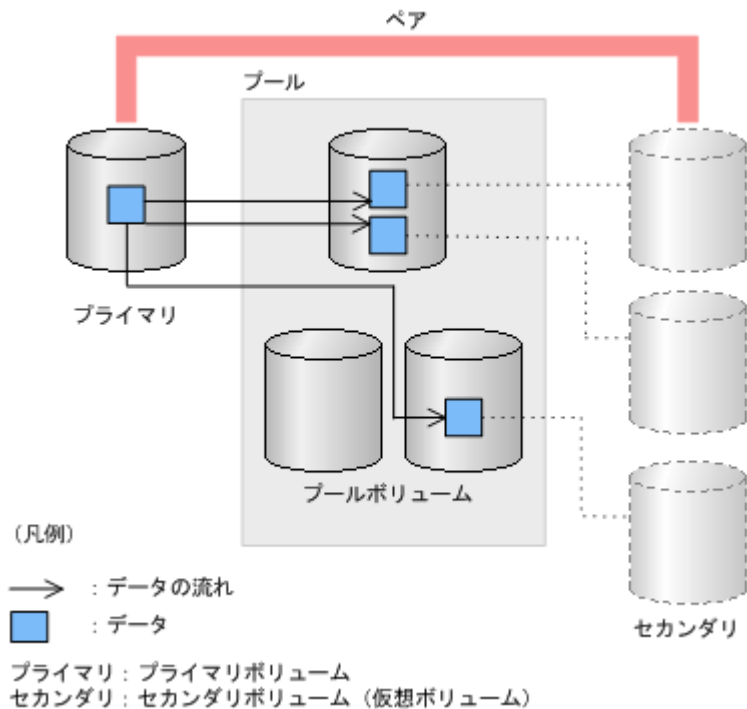 ペア
プール
プライマリ
プールボリューム
セカンダリ
(凡例)
：データの流れ
：データ
プライマリ：プライマリボリューム
セカンダリ：セカンダリボリューム（仮想ボリューム）